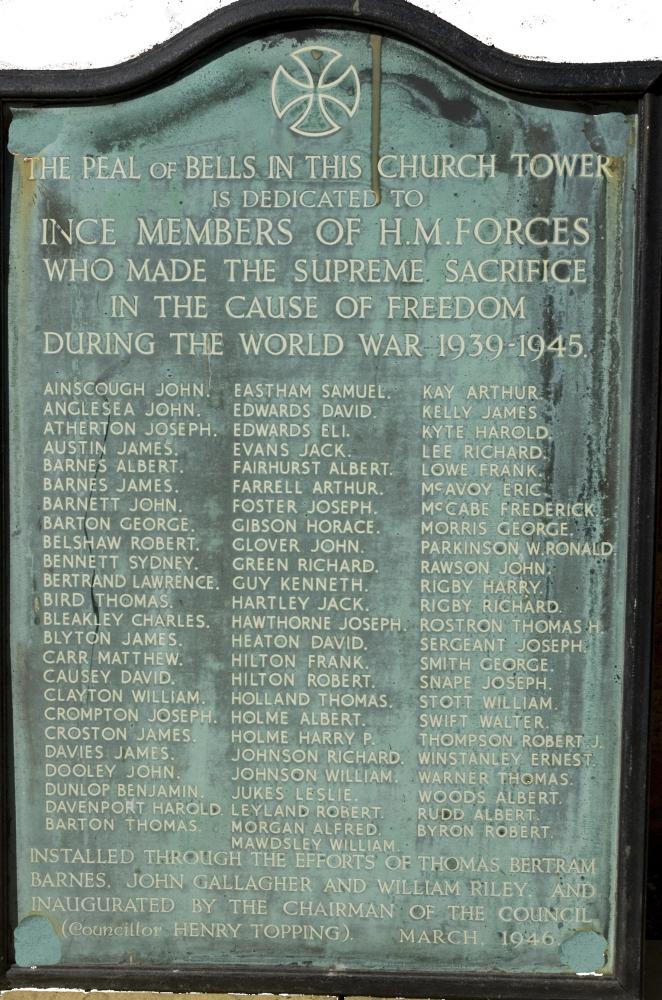 THE PEAL OF BELLS IN THIS CHURCH TOWER
IS DEDICATED TO
INCE MEMBERS OF H.M. FORCES
WHO MADE THE SUPREME SACRIFICE
IN THE CAUSE OF FREEDOM
DURING THE WORLD WAR 1939-1945.
AINSCOUGH JOHN.
ANGLESEA JOHN.
ATHERTON JOSEPH.
AUSTIN JAMES.
BARNES ALBERT.
BARNES JAMES.
BARNETT JOHN.
BARTON GEORGE.
BELSHAW ROBERT.
BENNETT SYDNEY.
BERTRAND LAWRENCE.
BIRD THOMAS.
BLEAKLEY CHARLES.
BLYTON JAMES.
CARR MATTHEW.
CAUSEY DAVID.
CLAYTON WILLIAM.
CROMPTON JOSEPH.
CROSTON JAMES.
DAVIES JAMES.
DOOLEY JOHN.
DUNLOP BENJAMIN.
DAVENPORT HAROLD.
BARTON THOMAS.
EASTHAM SAMUEL.
EDWARDS DAVID.
EDWARDS ELI.
EVANS JACK.
FAIRHURST ALBERT.
FARRELL ARTHUR.
FOSTER JOSEPH.
GIBSON HORACE.
GLOVER JOHN.
GREEN RICHARD.
GUY KENNETH.
HARTLEY JACK.
HAWTHORNE JOSEPH.
HEATON DAVID.
HILTON FRANK.
HILTON ROBERT.
HOLLAND THOMAS.
HOLME ALBERT.
HOLME HARRY P.
JOHNSON RICHARD.
JOHNSON WILLIAM.
JUKES LESLIE.
LEYLAND ROBERT.
MORGAN ALFRED.
MAWDSLEY WILLIAM.
KAY ARTHUR.
KELLY JAMES.
KYTE HAROLD.
LEE RICHARD.
LOWE FRANK.
McAVOY ERIC.
McCABE FREDERICK.
MORRIS GEORGE.
PARKINSON W. RONALD.
RAWSON JOHN.
RIGBY HARRY.
RIGBY RICHARD.
ROSTRON THOMAS H.
SERGEANT JOSEPH.
SMITH GEORGE.
SNAPE JOSEPH.
STOTT WILLIAM.
SWIFT WALTER.
THOMPSON ROBERT J.
WINSTANLEY ERNEST.
WARNER THOMAS.
WOODS ALBERT.
RUDD ALBERT.
BYRON ROBERT.
INSTALLED THROUGH THE EFFORTS OF THOMAS BERTRAM
BARNES, JOHN GALLAGHER AND WILLIAM RILEY. AND
INAUGURATED BY THE CHAIRMAN OF THE COUNCIL
(Councillor HENRY TOPPING). MARCH, 1946.